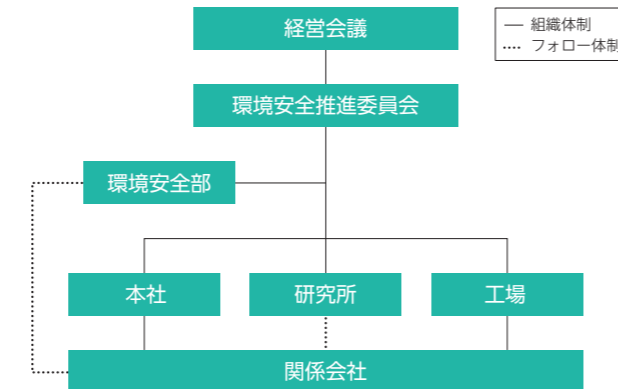 経営会議
— 組織体制
.... フォロー体制
環境安全推進委員会
環境安全部
本社
研究所
工場
関係会社